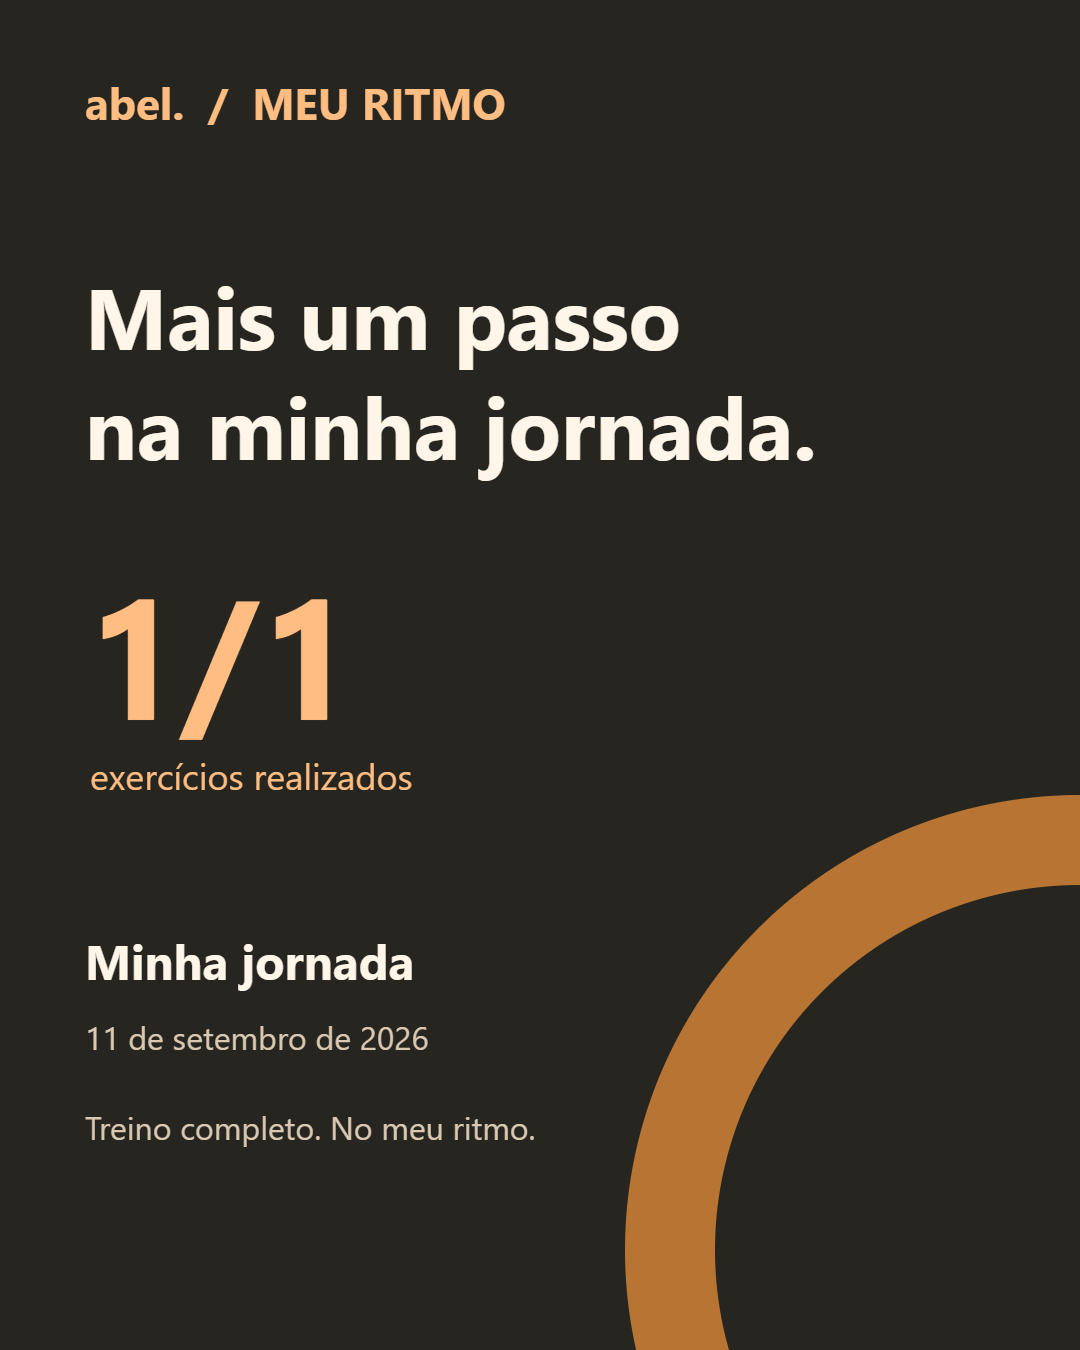 abel. / MEU RITMO
Mais um passo
na minha jornada.
1/1
exercícios realizados
Minha jornada
11 de setembro de 2026
Treino completo. No meu ritmo.